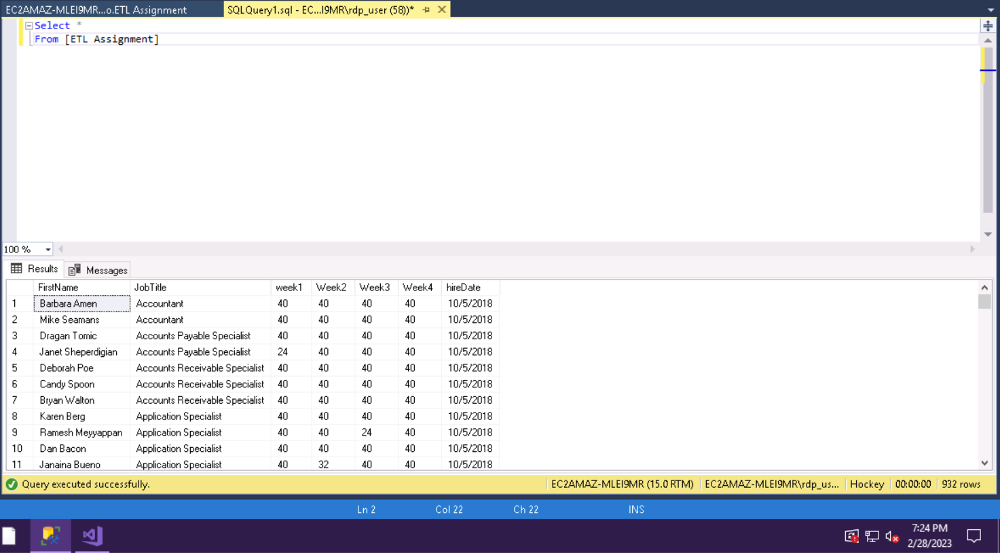 EC2AMAZ-MLEI9MR...o.ETL Assignment SQLQuery1.sql - EC...I9MR\rdp_user (58))*
Select *
From [ETL Assignment]
100 %
Results Messages
FirstName JobTitle week1 Week2 Week3 Week4 hireDate
1 Barbara Amen Accountant 40 40 40 40 10/5/2018
2 Mike Seamans Accountant 40 40 40 40 10/5/2018
3 Dragan Tomic Accounts Payable Specialist 40 40 40 40 10/5/2018
4 Janet Sheperdigian Accounts Payable Specialist 24 40 40 40 10/5/2018
5 Deborah Poe Accounts Receivable Specialist 40 40 40 40 10/5/2018
6 Candy Spoon Accounts Receivable Specialist 40 40 40 40 10/5/2018
7 Bryan Walton Accounts Receivable Specialist 40 40 40 40 10/5/2018
8 Karen Berg Application Specialist 40 40 40 40 10/5/2018
9 Ramesh Meyyappan Application Specialist 40 40 24 40 10/5/2018
10 Dan Bacon Application Specialist 40 40 40 40 10/5/2018
11 Janaina Bueno Application Specialist 40 32 40 40 10/5/2018
Query executed successfully. EC2AMAZ-MLEI9MR (15.0 RTM) EC2AMAZ-MLEI9MR\rdp_us... Hockey 00:00:00 932 rows
Ln 2 Col 22 Ch 22 INS
7:24 PM
2/28/2023